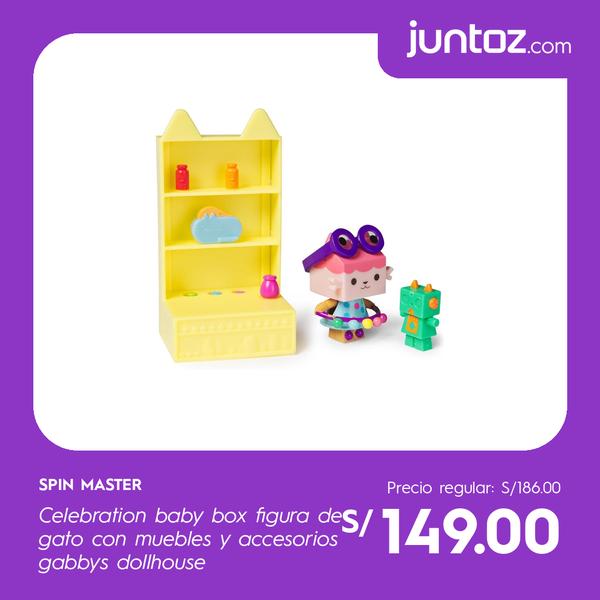 juntoz.com
SPIN MASTER
Celebration baby box figura de
gato con muebles y accesorios
gabbys dollhouse
Precio regular: S/186.00
S/149.00